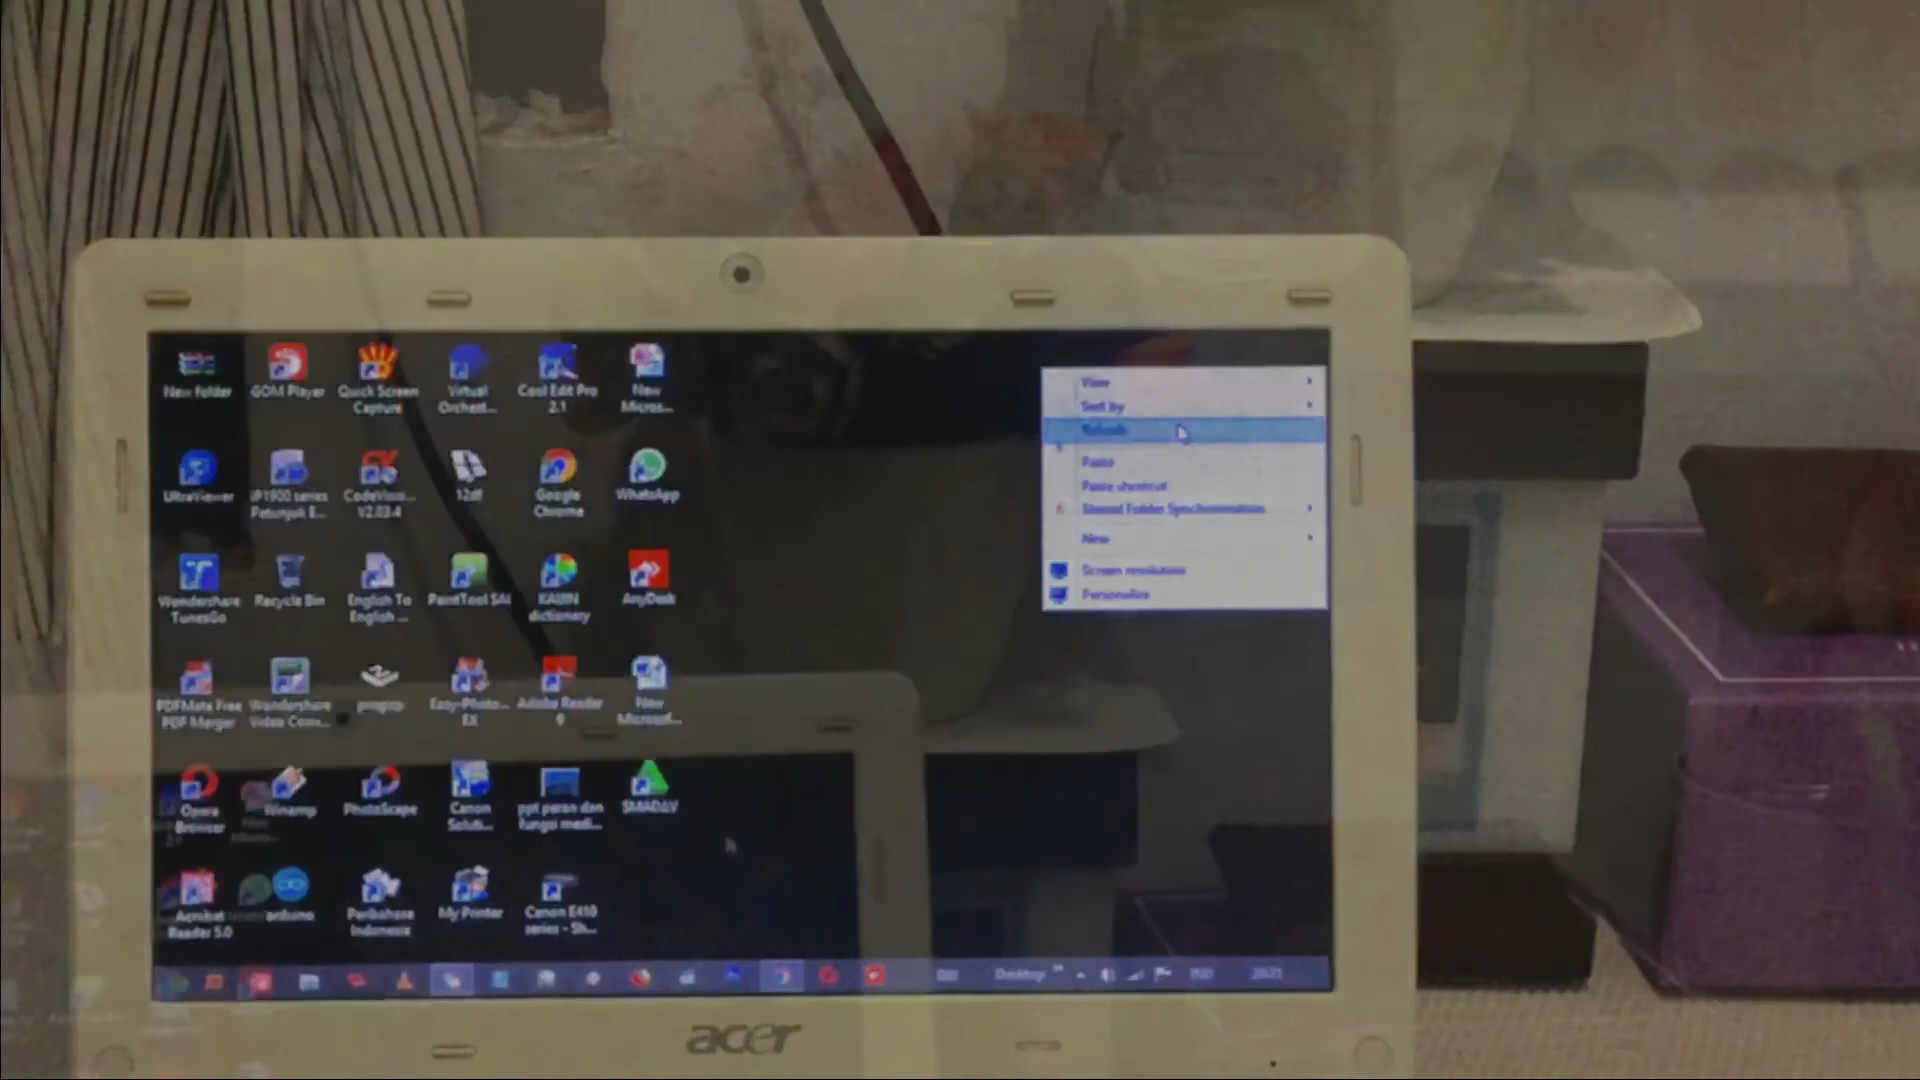 New folder
GOM Player
Quick Screen
Capture
Virtual
Orchest...
Cool Edit Pro
2.1
New
Micros...
UltraViewer
iP1900 series
Petunjuk E...
CodeVisio...
V2.03.4
Google
Chrome
WhatsApp
Wondershare
TunesGo
Recycle Bin
English To
English ...
PaintTool SAI
dictionary
AnyDesk
PDFMate Free
PDF Merger
Wondershare
Video Conv...
Easy-Photo...
EX
Adobe Reader
9
New
Microsof...
Opera
Browser
Winamp
PhotoScape
Canon
Soluti...
ppt peran dan
fungsi medi...
SMADAV
Acrobat
Reader 5.0
arduino
Peribahasa
Indonesia
My Printer
Canon E410
series - Sh...
View
Sort by
Refresh
Paste
Paste shortcut
Shared Folder Synchronization
New
Screen resolution
Personalize
Desktop
IND
acer